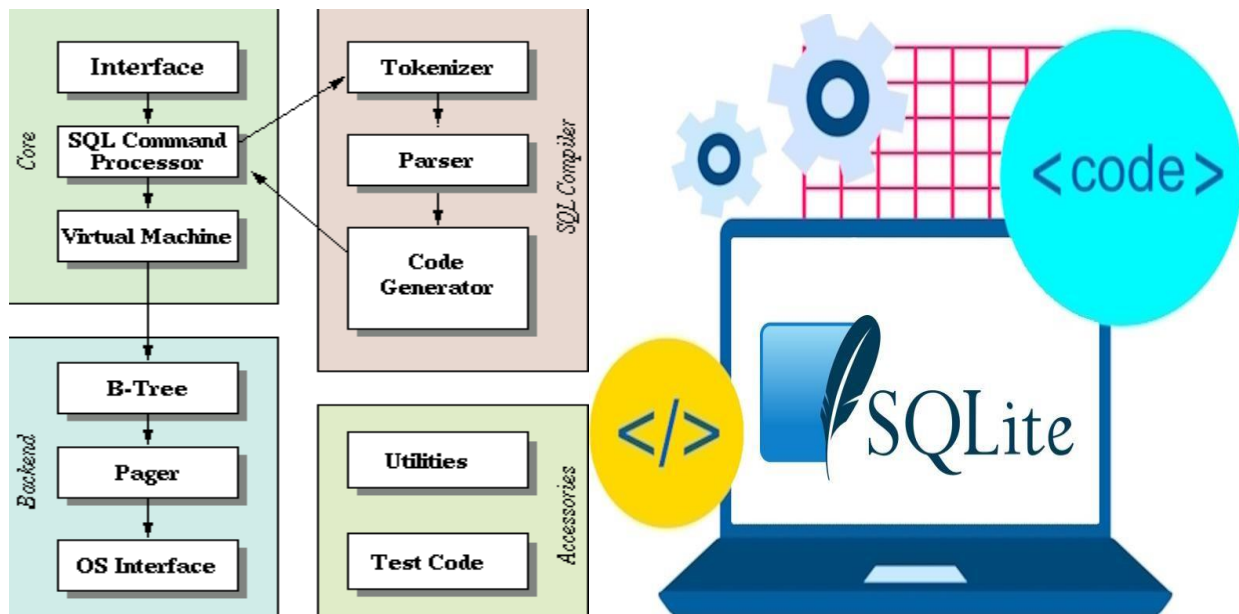 Core
Interface
SQL Command
Processor
Virtual Machine
SQL Compiler
Tokenizer
Parser
Code
Generator
Backend
B-Tree
Pager
OS Interface
Accessories
Utilities
Test Code
<code>
</>
SQLite